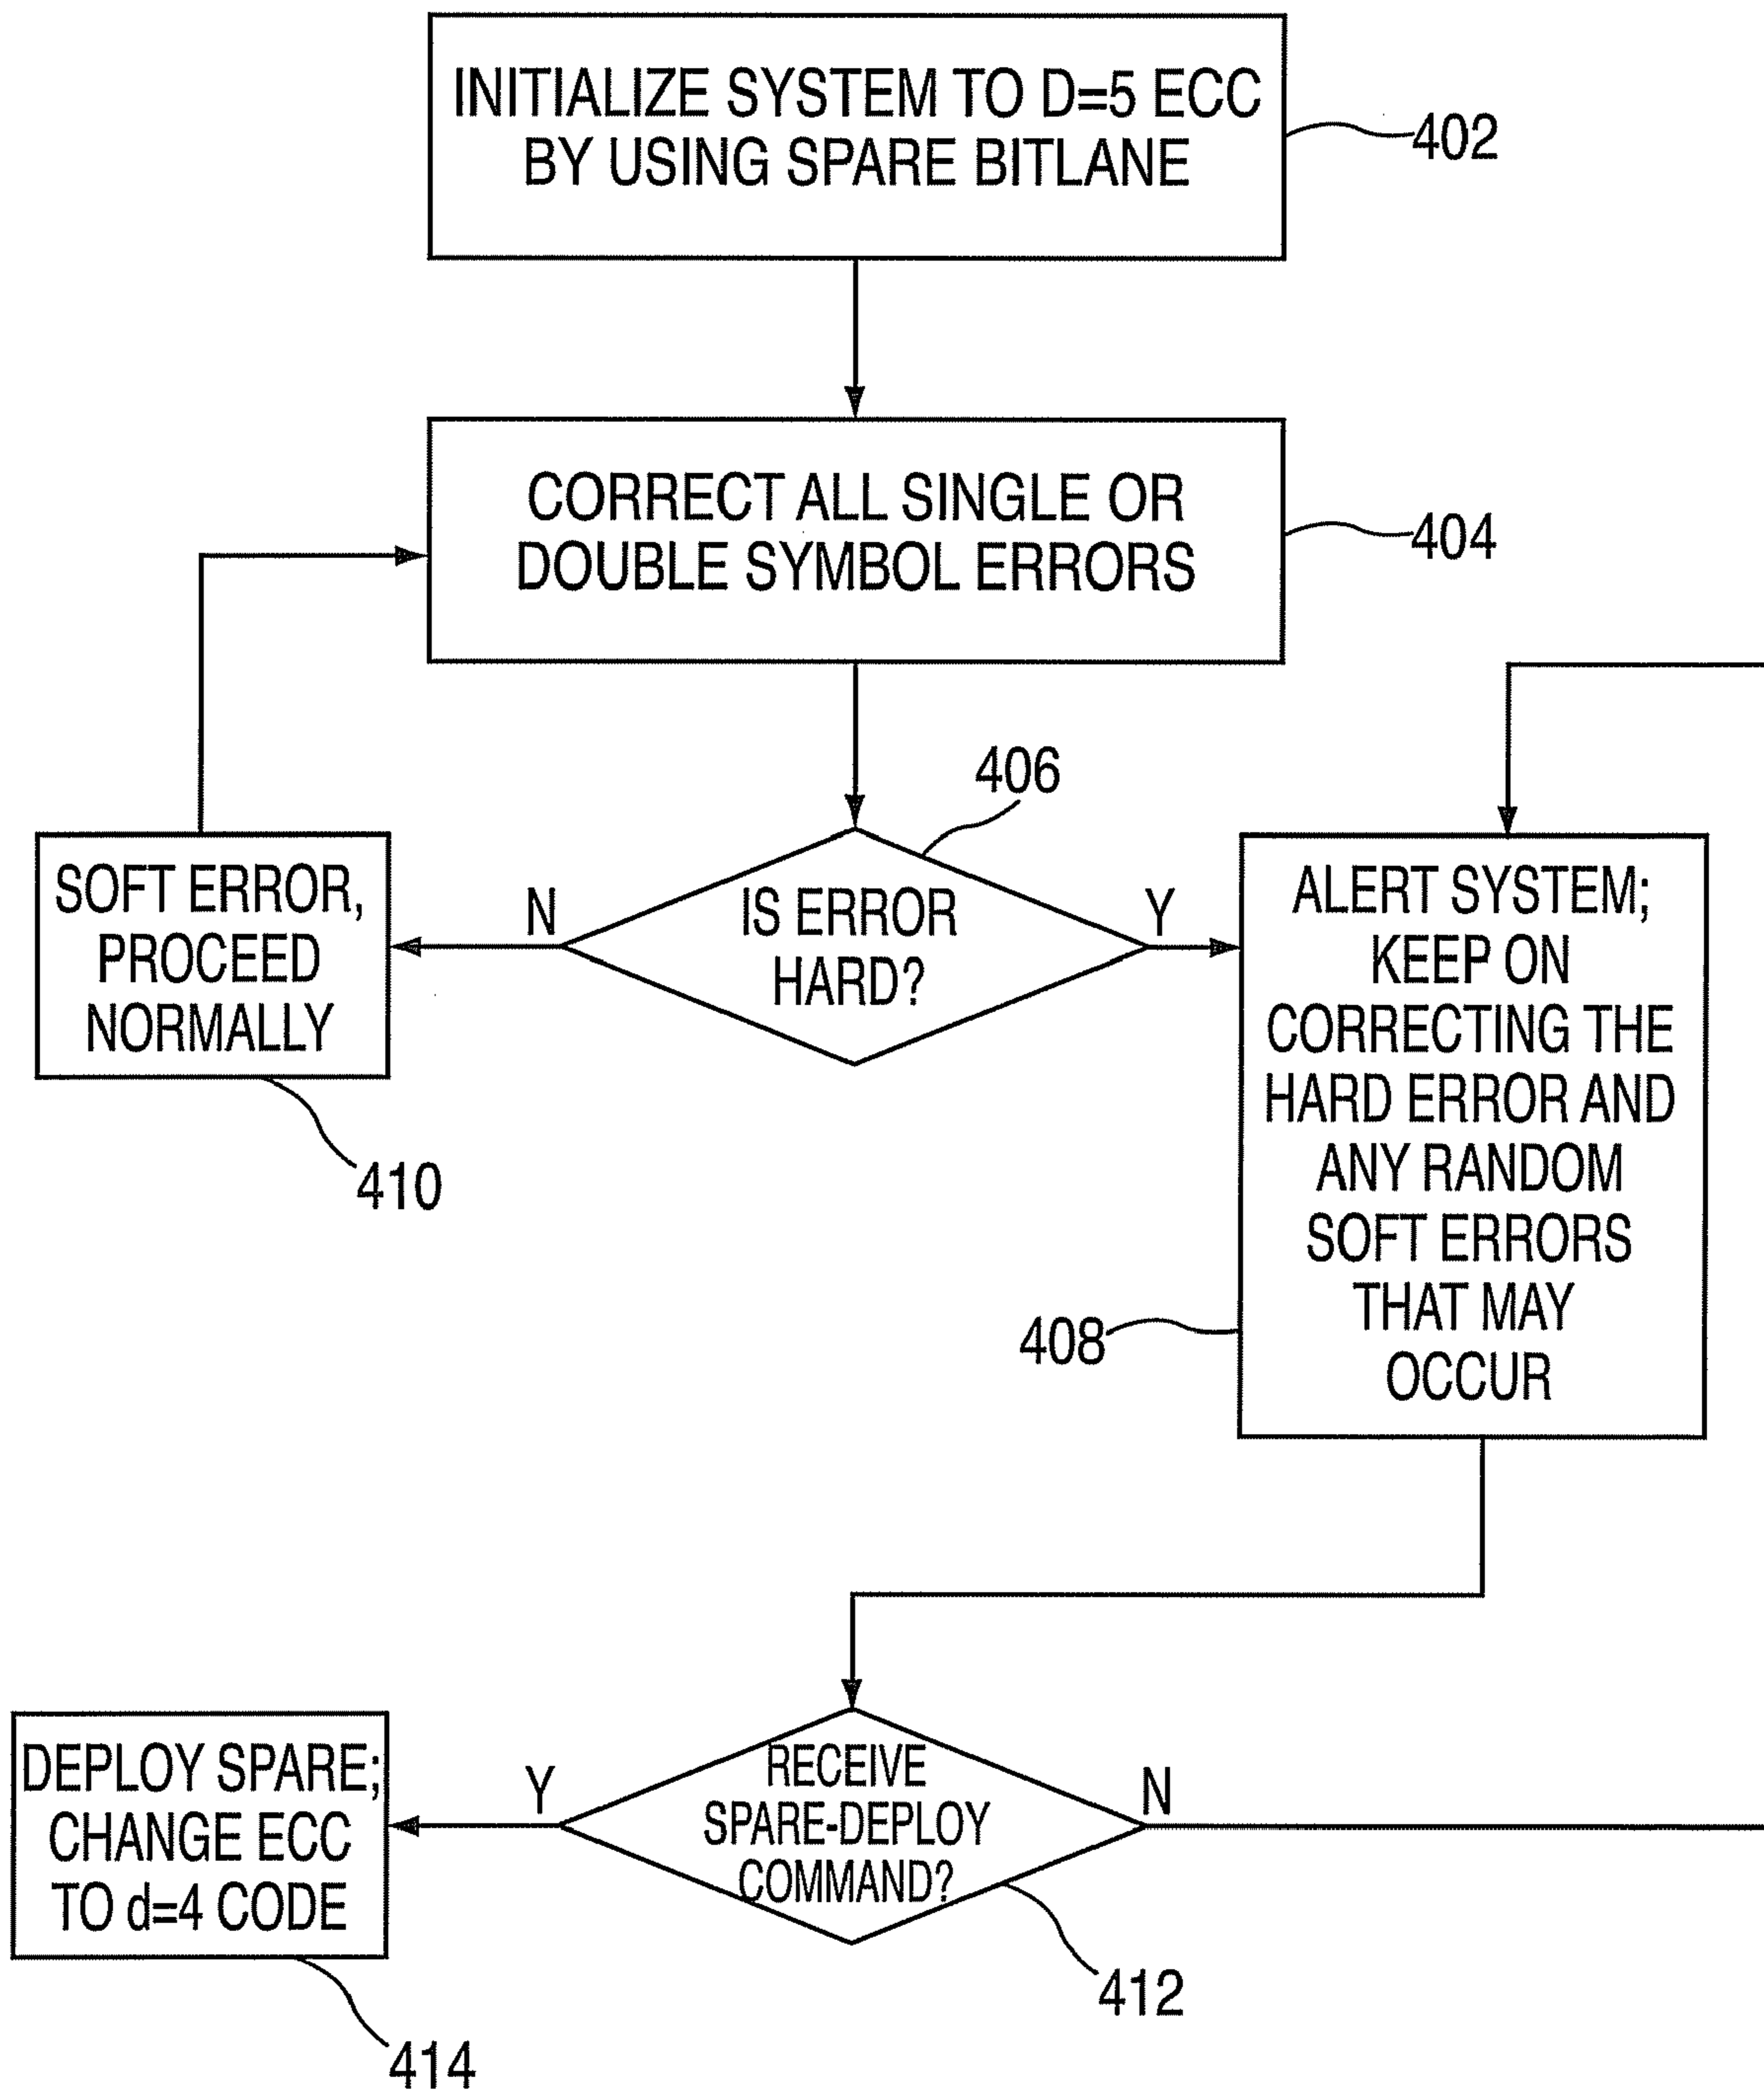 INITIALIZE SYSTEM TO D=5 ECC
BY USING SPARE BITLANE
402
CORRECT ALL SINGLE OR
DOUBLE SYMBOL ERRORS
404
406
SOFT ERROR,
PROCEED
NORMALLY
N
IS ERROR
HARD?
Y
ALERT SYSTEM;
KEEP ON
CORRECTING THE
HARD ERROR AND
ANY RANDOM
SOFT ERRORS
THAT MAY
OCCUR
410
408
DEPLOY SPARE;
CHANGE ECC
TO d=4 CODE
Y
RECEIVE
SPARE-DEPLOY
COMMAND?
N
412
414